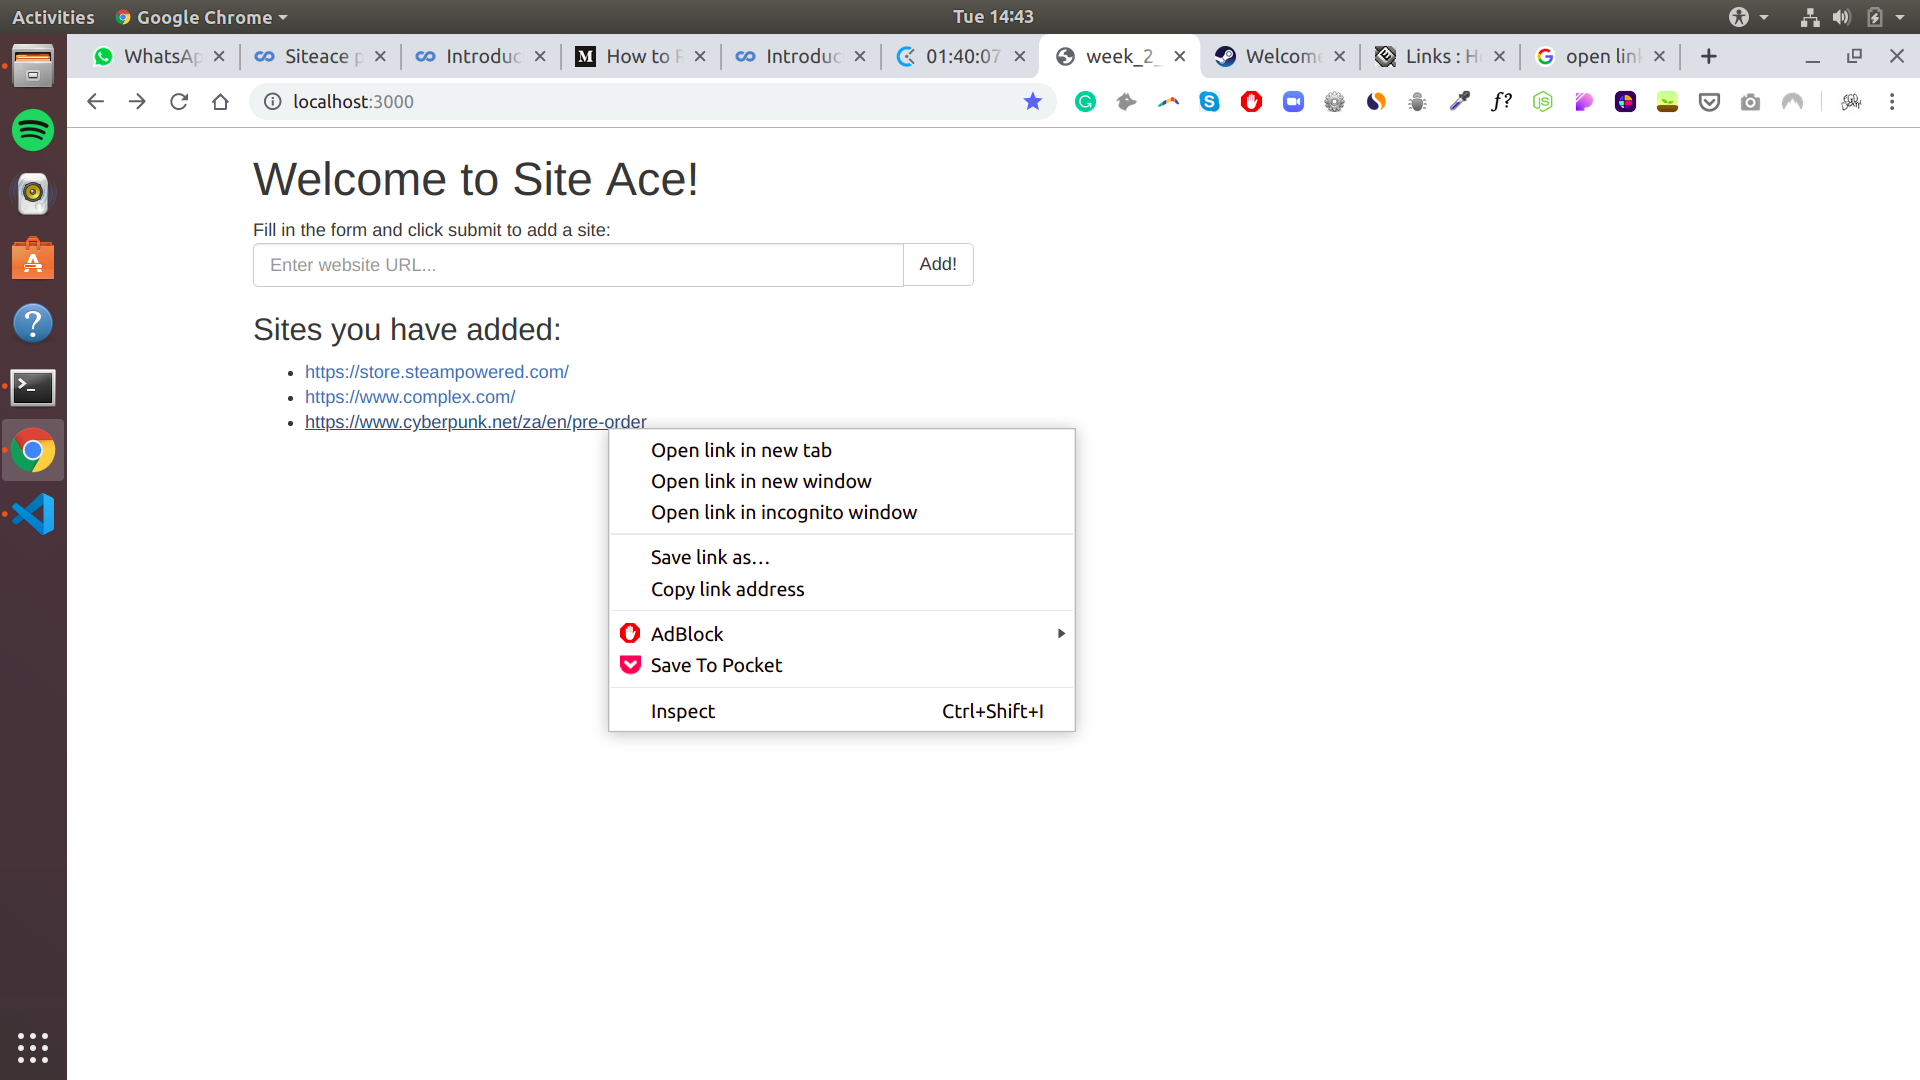 Activities Google Chrome Tue 14:43
WhatsAp Siteace p Introduc How to R Introduc 01:40:07 week_2_ Welcome Links : H open link
localhost:3000
Welcome to Site Ace!
Fill in the form and click submit to add a site:
Enter website URL... Add!
Sites you have added:
https://store.steampowered.com/
https://www.complex.com/
https://www.cyberpunk.net/za/en/pre-order
Open link in new tab
Open link in new window
Open link in incognito window
Save link as…
Copy link address
AdBlock
Save To Pocket
Inspect Ctrl+Shift+I